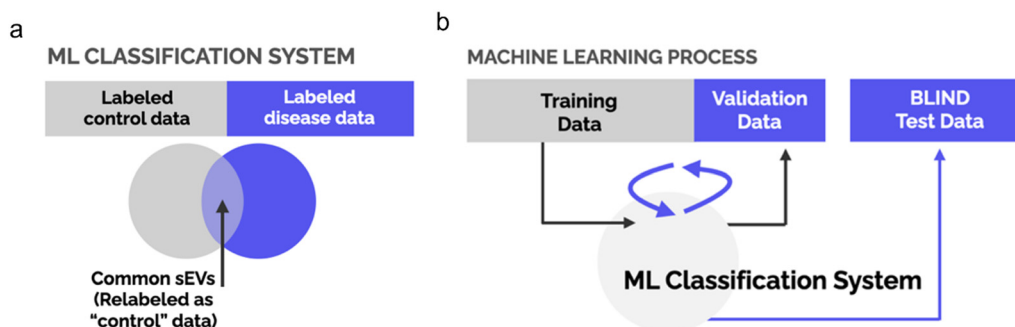 a
ML CLASSIFICATION SYSTEM
Labeled
control data
Labeled
disease data
Common sEVs
(Relabeled as
“control” data)
b
MACHINE LEARNING PROCESS
Training
Data
Validation
Data
BLIND
Test Data
ML Classification System